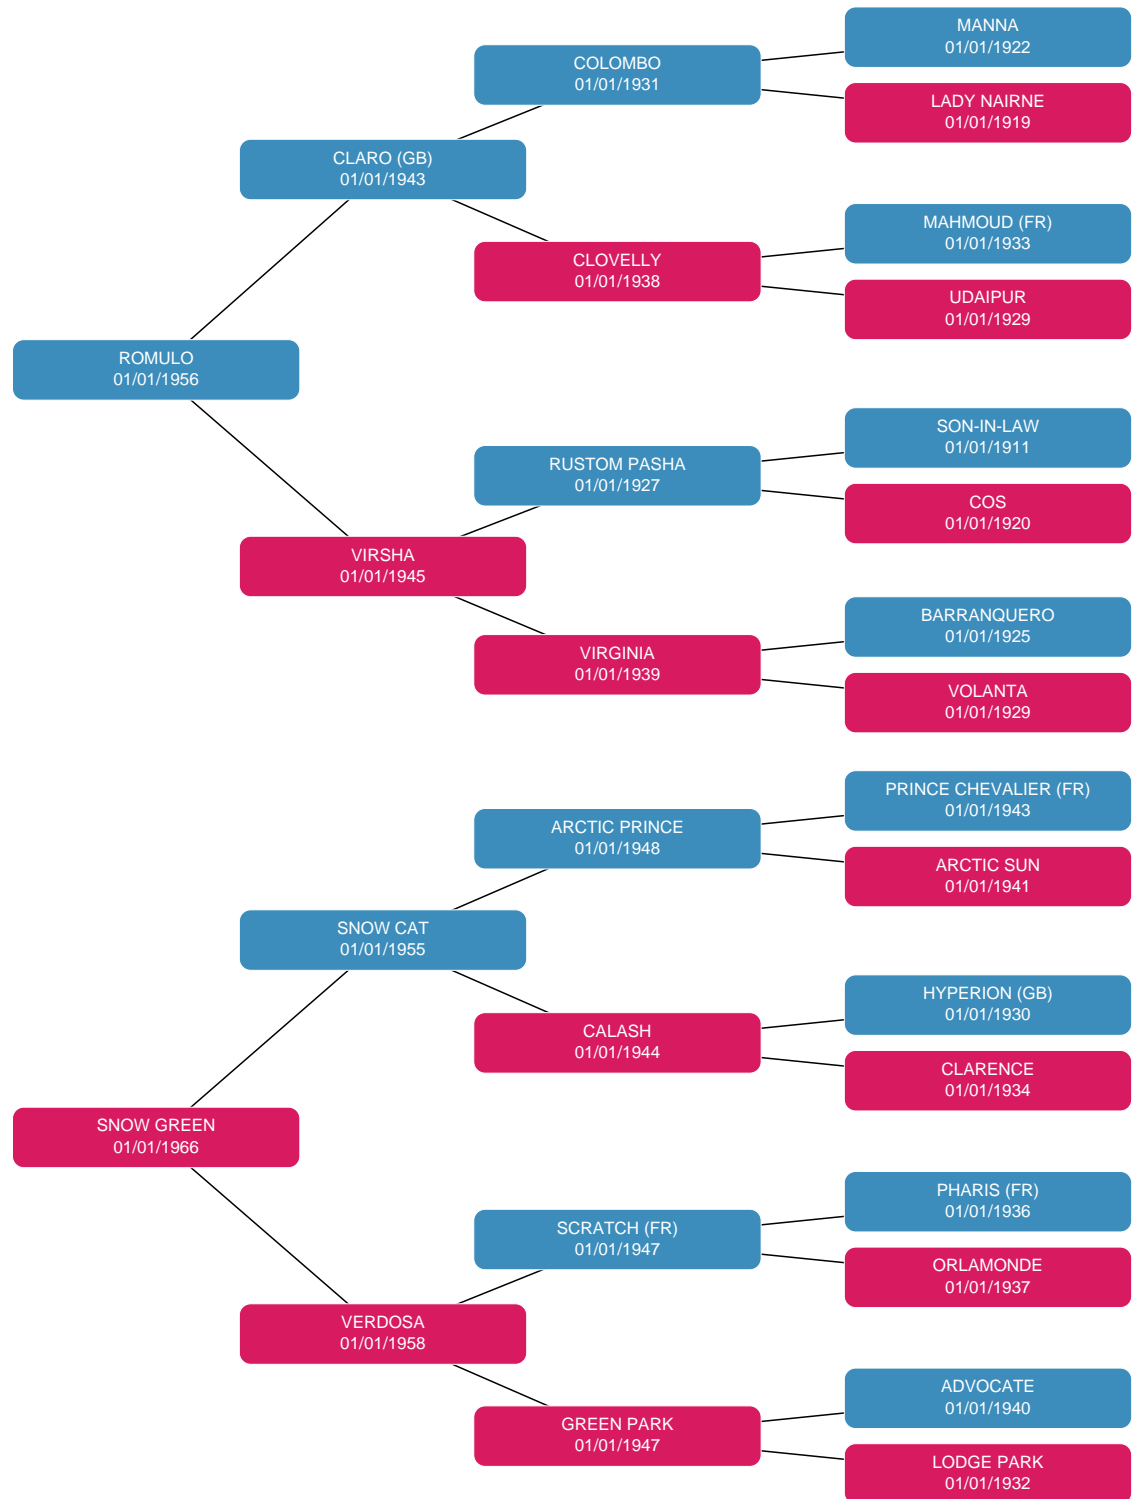 MANNA
01/01/1922
COLOMBO
01/01/1931
LADY NAIRNE
01/01/1919
CLARO (GB)
01/01/1943
MAHMOUD (FR)
01/01/1933
CLOVELLY
01/01/1938
UDAIPUR
01/01/1929
ROMULO
01/01/1956
SON-IN-LAW
01/01/1911
RUSTOM PASHA
01/01/1927
COS
01/01/1920
VIRSHA
01/01/1945
BARRANQUERO
01/01/1925
VIRGINIA
01/01/1939
VOLANTA
01/01/1929
PRINCE CHEVALIER (FR)
01/01/1943
ARCTIC PRINCE
01/01/1948
ARCTIC SUN
01/01/1941
SNOW CAT
01/01/1955
HYPERION (GB)
01/01/1930
CALASH
01/01/1944
CLARENCE
01/01/1934
SNOW GREEN
01/01/1966
PHARIS (FR)
01/01/1936
SCRATCH (FR)
01/01/1947
ORLAMONDE
01/01/1937
VERDOSA
01/01/1958
ADVOCATE
01/01/1940
GREEN PARK
01/01/1947
LODGE PARK
01/01/1932